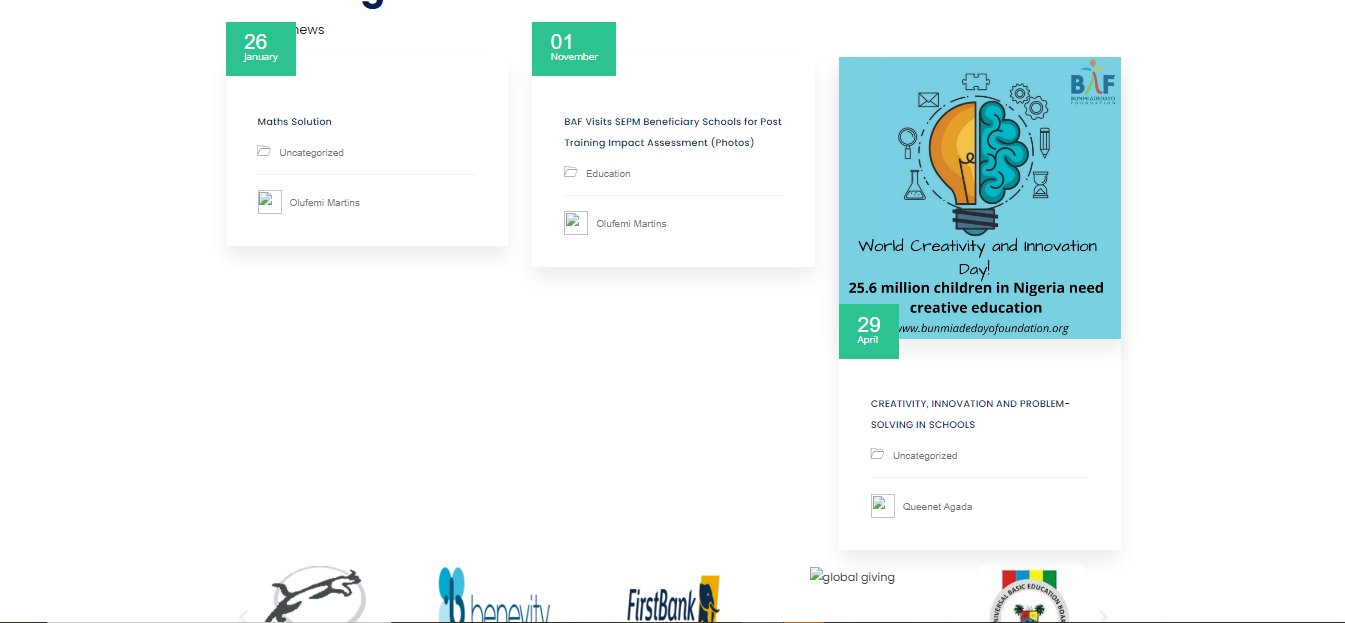 news
26
January
Maths Solution
Uncategorized
Olufemi Martins
01
November
BAF Visits SEPM Beneficiary Schools for Post
Training Impact Assessment (Photos)
Education
Olufemi Martins
BAF
BUNMI ADEDAYO
FOUNDATION
World Creativity and Innovation
Day!
25.6 million children in Nigeria need
creative education
www.bunmiadedayofoundation.org
29
April
CREATIVITY, INNOVATION AND PROBLEM-
SOLVING IN SCHOOLS
Uncategorized
Queenet Agada
benevity
FirstBank
global giving
UNIVERSAL BASIC EDUCATION BOARD